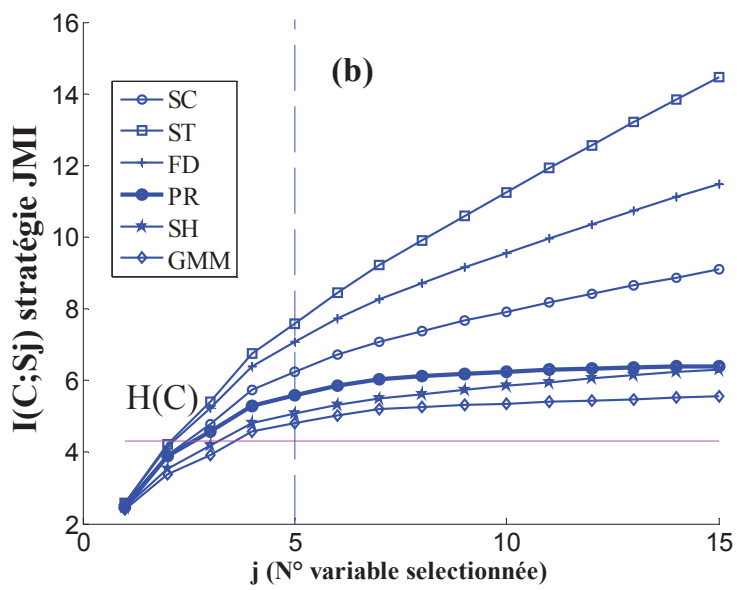 16
14
12
10
8
6
4
2
0
5
10
15
I(C;Sj) stratégie JMI
j (N° variable selectionnée)
(b)
SC
ST
FD
PR
SH
GMM
H(C)